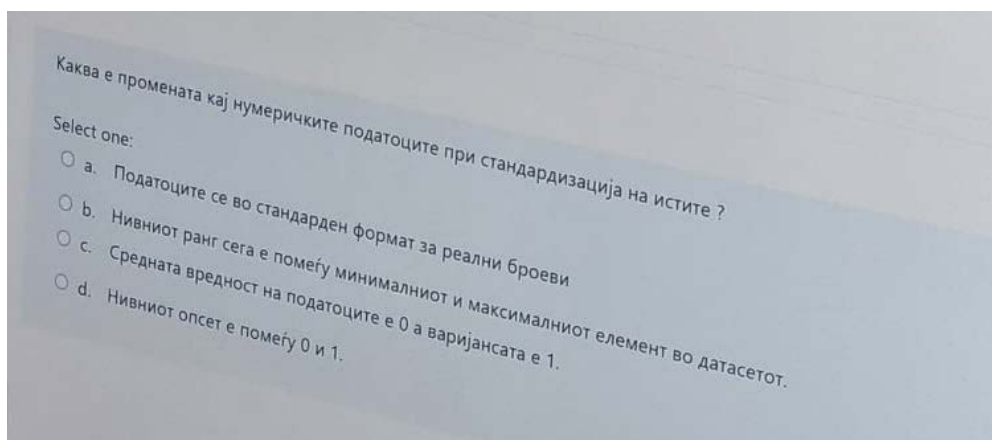 Каква е промената кај нумеричките податоците при стандардизација на истите ?
Select one:
a. Податоците се во стандарден формат за реални броеви
b. Нивниот ранг сега е помеѓу минималниот и максималниот елемент во датасетот.
c. Средната вредност на податоците е 0 а варијансата е 1.
d. Нивниот опсет е помеѓу 0 и 1.